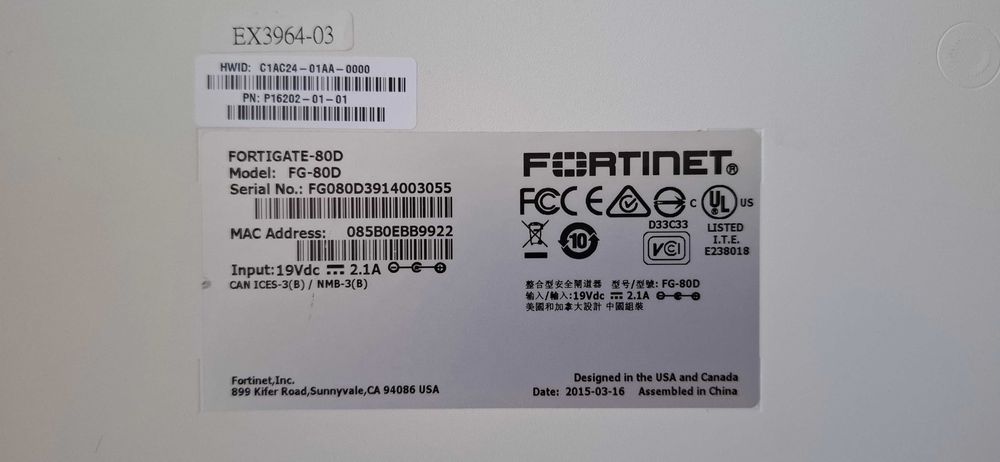 EX3964-03
HWID: C1AC24-01AA-0000
PN: P16202-01-01
FORTIGATE-80D
Model: FG-80D
Serial No.: FG080D3914003055
MAC Address: 085B0EBB9922
Input: 19Vdc 2.1A
CAN ICES-3(B) / NMB-3(B)
Fortinet,Inc.
899 Kifer Road,Sunnyvale,CA 94086 USA
FORTINET®
FCC CE C UL US
D33C33
LISTED
I.T.E.
E238018
10
VCI
整合型安全閘道器 型号/型號: FG-80D
输入/輸入:19Vdc 2.1A
美國和加拿大設計 中國組裝
Designed in the USA and Canada
Date: 2015-03-16 Assembled in China